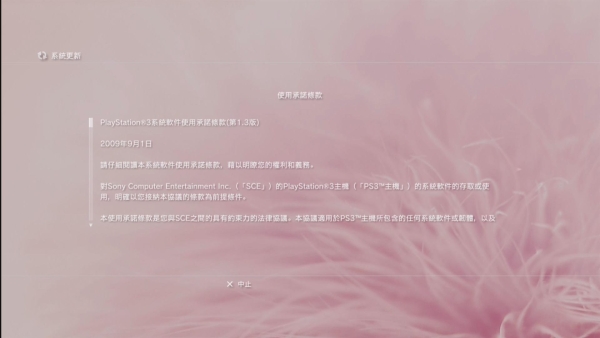 系統更新
使用承諾條款
PlayStation®3系統軟件使用承諾條款(第1.3版)
2009年9月1日
請仔細閱讀本系統軟件使用承諾條款，藉以明瞭您的權利和義務。
對Sony Computer Entertainment Inc.（「SCE」）的PlayStation®3主機（「PS3™主機」）的系統軟件的存取或使
用，明確以您接納本協議的條款為前提條件。
本使用承諾條款是您與SCE之間的具有約束力的法律協議。本協議適用於PS3™主機所包含的任何系統軟件或韌體，以及
中止